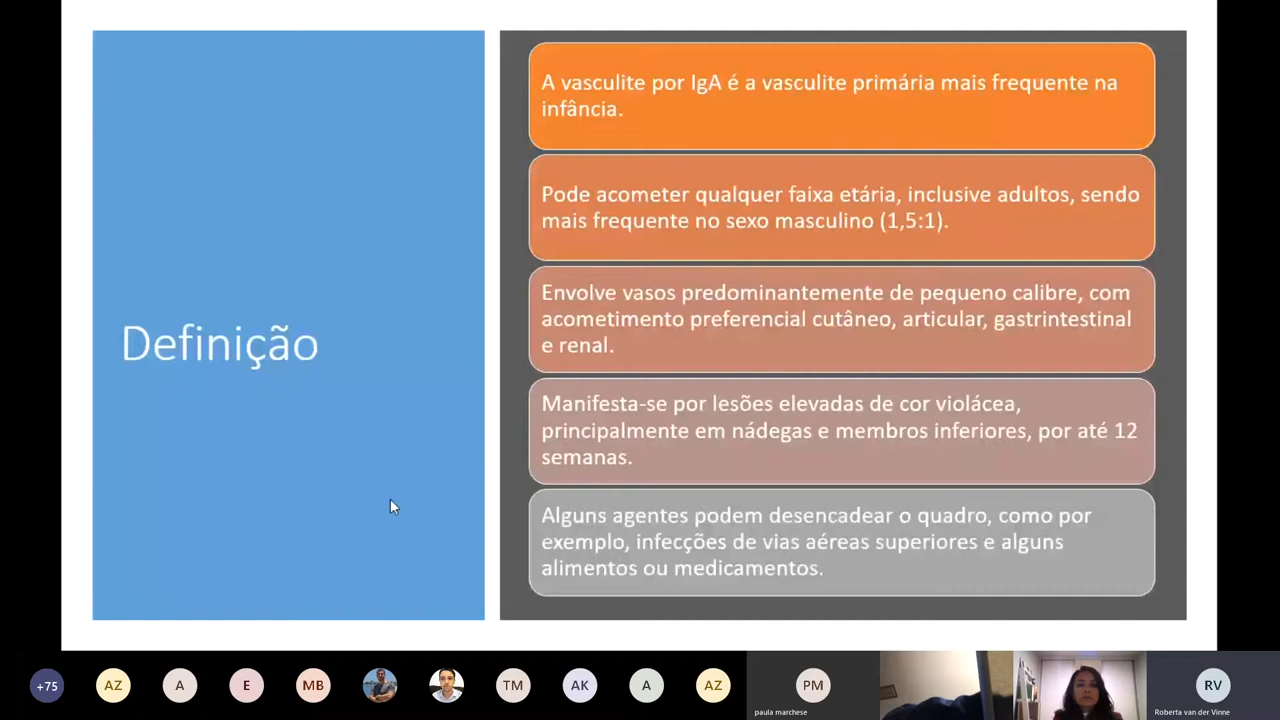 Definição
A vasculite por IgA é a vasculite primária mais frequente na
infância.
Pode acometer qualquer faixa etária, inclusive adultos, sendo
mais frequente no sexo masculino (1,5:1).
Envolve vasos predominantemente de pequeno calibre, com
acometimento preferencial cutâneo, articular, gastrintestinal
e renal.
Manifesta-se por lesões elevadas de cor violácea,
principalmente em nádegas e membros inferiores, por até 12
semanas.
Alguns agentes podem desencadear o quadro, como por
exemplo, infecções de vias aéreas superiores e alguns
alimentos ou medicamentos.
+75
AZ
A
E
MB
TM
AK
A
AZ
PM
paula marchese
RV
Roberta van der Vinne